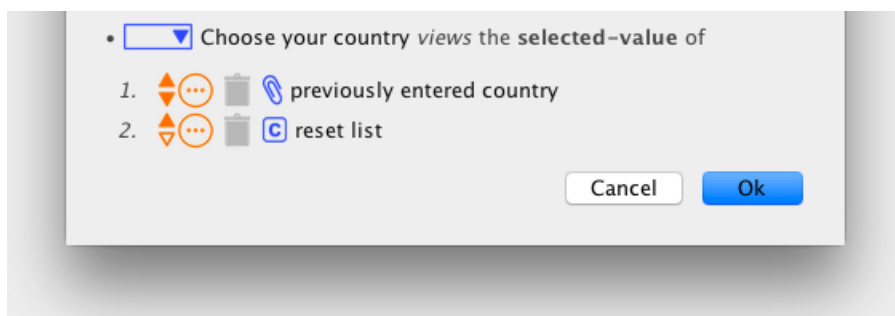 • Choose your country views the selected-value of
1. previously entered country
2. C reset list
Cancel Ok